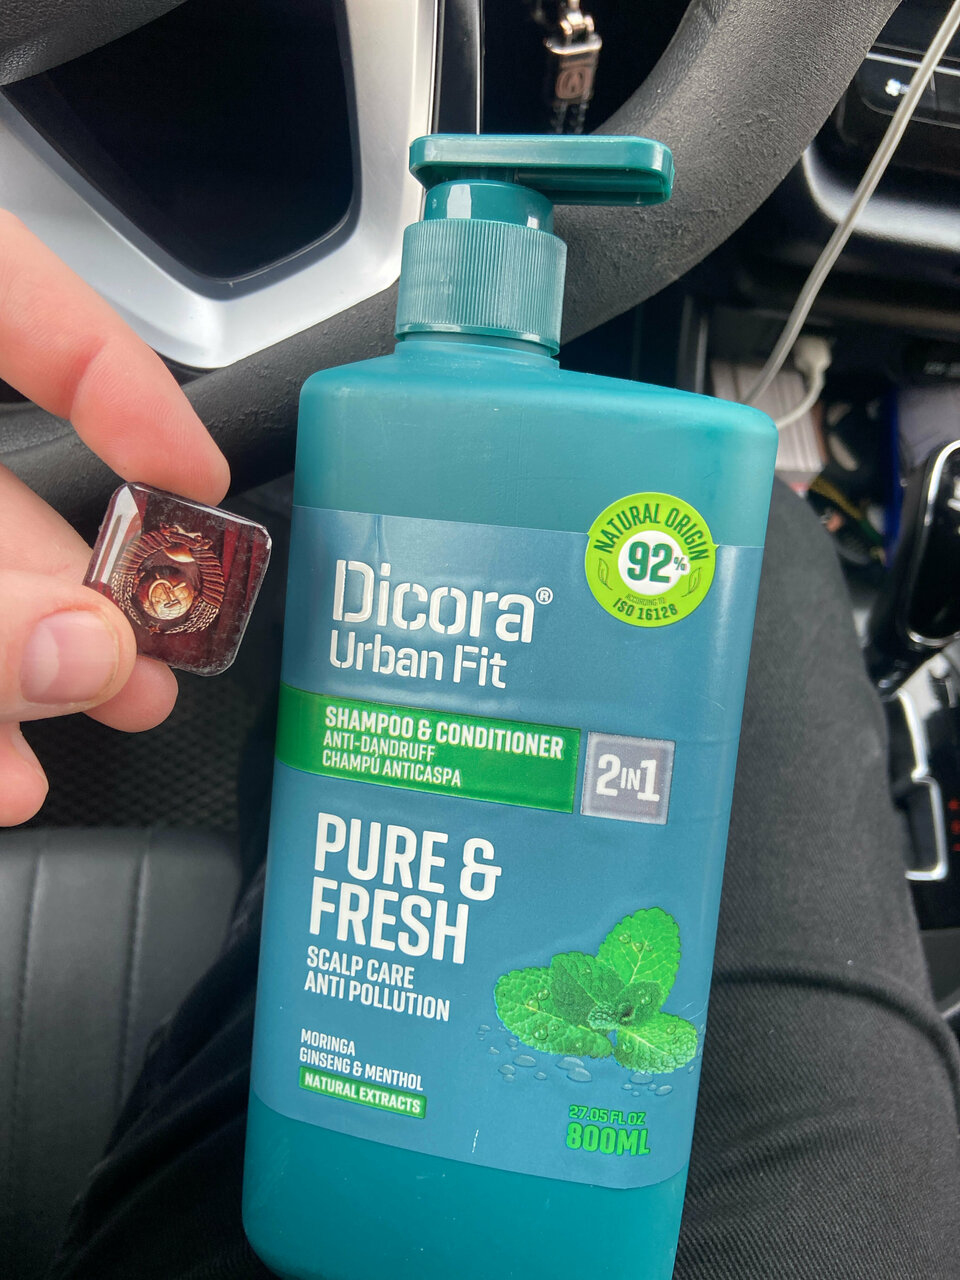 NATURAL ORIGIN
92%
ACCORDING TO
ISO 16128
Dicora®
Urban Fit
SHAMPOO & CONDITIONER
ANTI-DANDRUFF
CHAMPÚ ANTICASPA
2IN1
PURE &
FRESH
SCALP CARE
ANTI POLLUTION
MORINGA
GINSENG & MENTHOL
NATURAL EXTRACTS
27.05 FL OZ
800ML